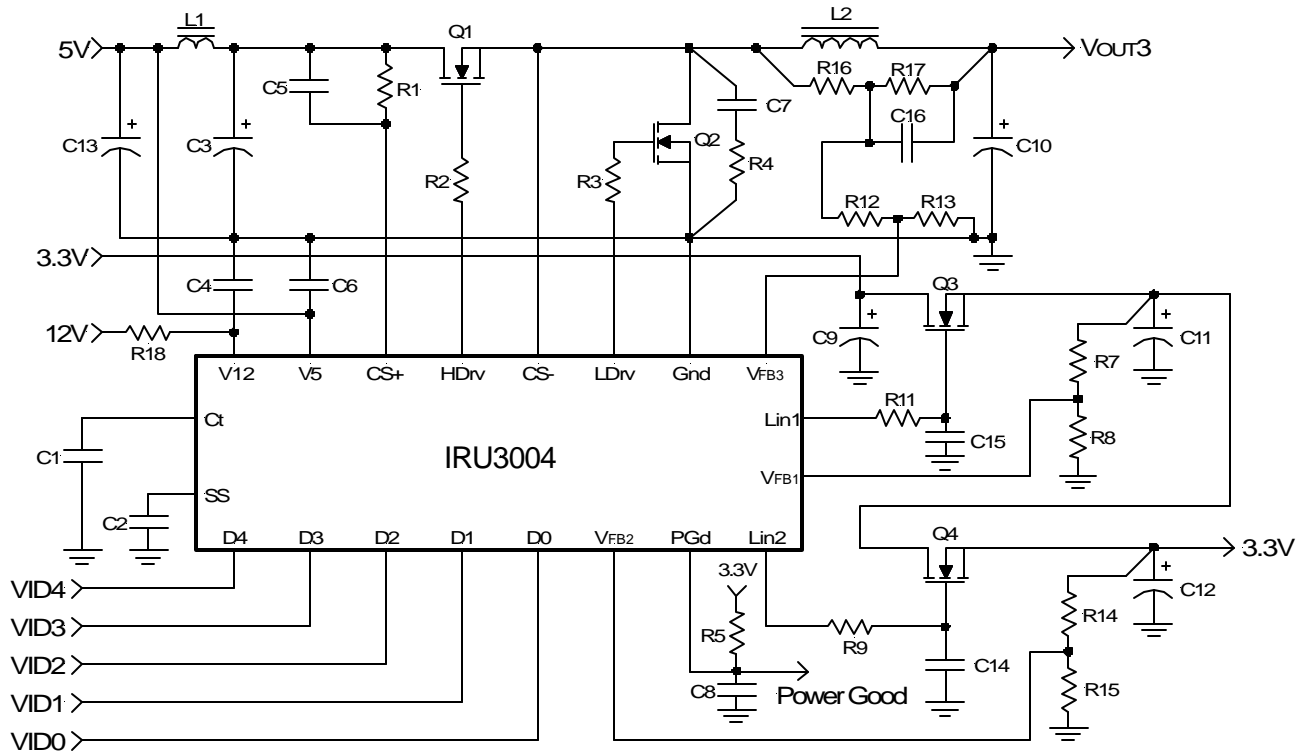 L1
Q1
L2
5V
VOUT3
R16
R17
C5
R1
C7
C16
C13
C3
Q2
C10
R2
R3
R4
R12
R13
3.3V
C4
C6
Q3
12V
R18
C9
C11
R7
V12
V5
CS+
HDrv
CS-
LDrv
Gnd
VFB3
R11
Ct
Lin1
C15
R8
C1
IRU3004
VFB1
SS
C2
D4
D3
D2
D1
D0
VFB2
PGd
Lin2
Q4
3.3V
3.3V
VID4
C12
R14
VID3
R5
R9
VID2
C14
C8
R15
VID1
Power Good
VID0